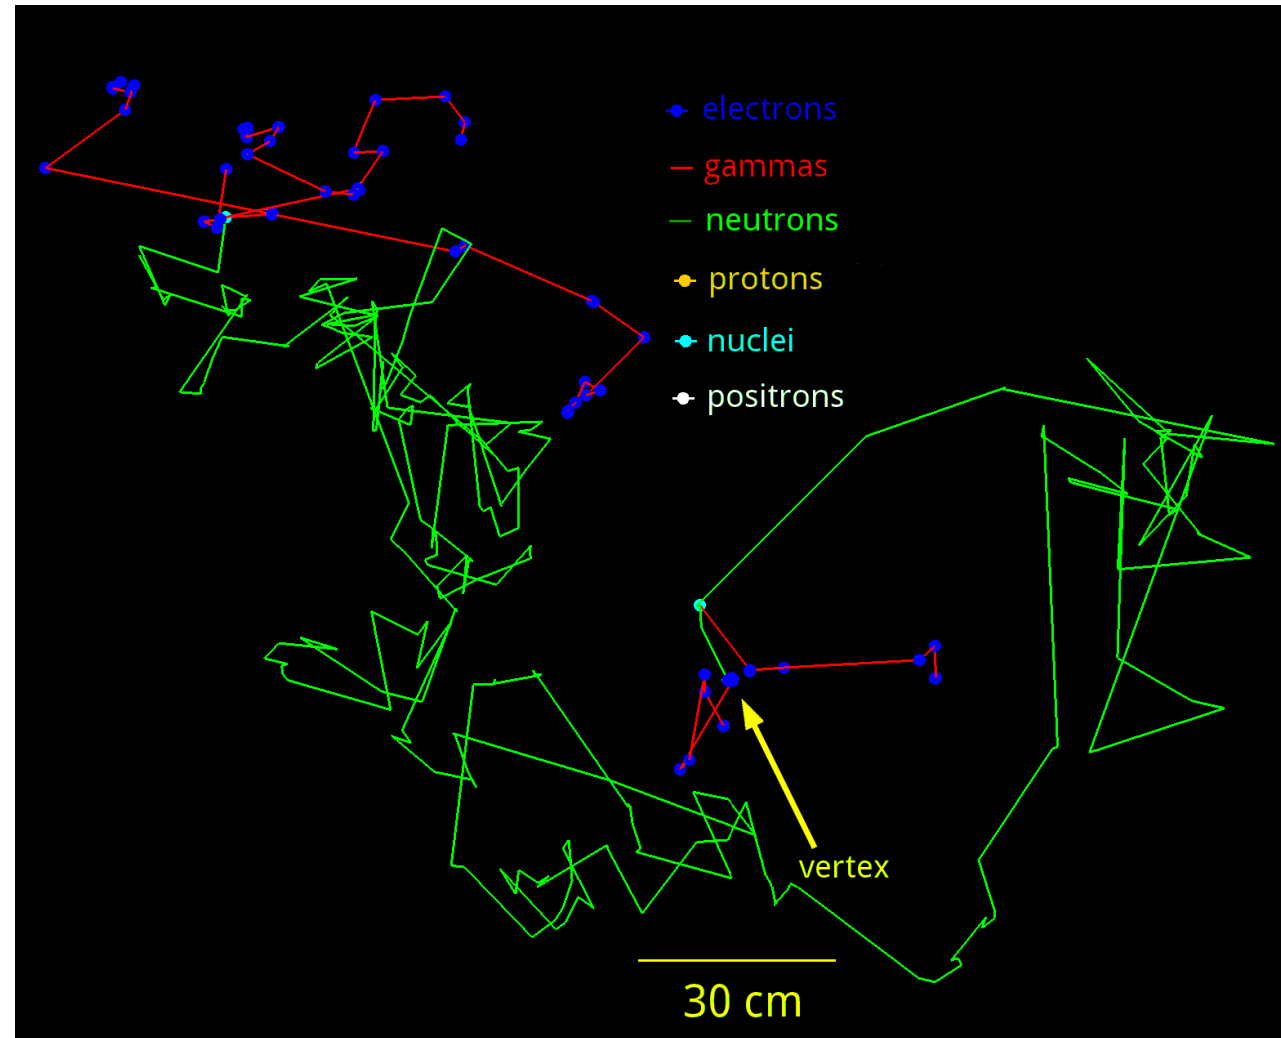 electrons
gammas
neutrons
protons
nuclei
positrons
vertex
30 cm